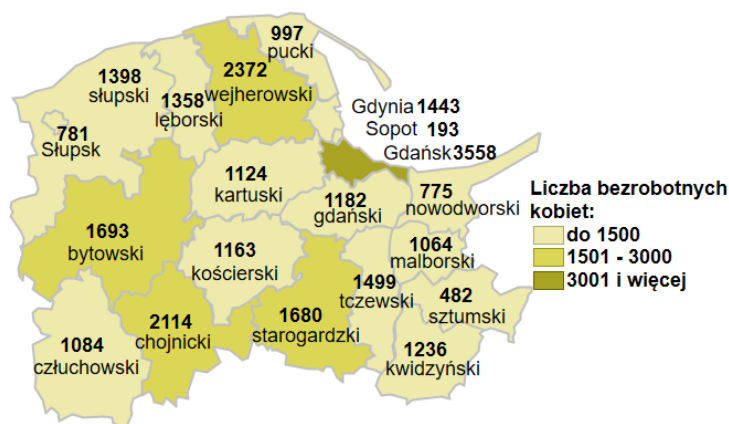 997
pucki
1398
słupski
2372
wejherowski
1358
lęborski
Gdynia 1443
Sopot 193
Gdańsk 3558
781
Słupsk
1124
kartuski
1182
gdański
775
nowodworski
Liczba bezrobotnych
kobiet:
do 1500
1501 - 3000
3001 i więcej
1693
bytowski
1163
kościerski
1064
malborski
1499
tczewski
482
sztumski
2114
chojnicki
1680
starogardzki
1084
człuchowski
1236
kwidzyński